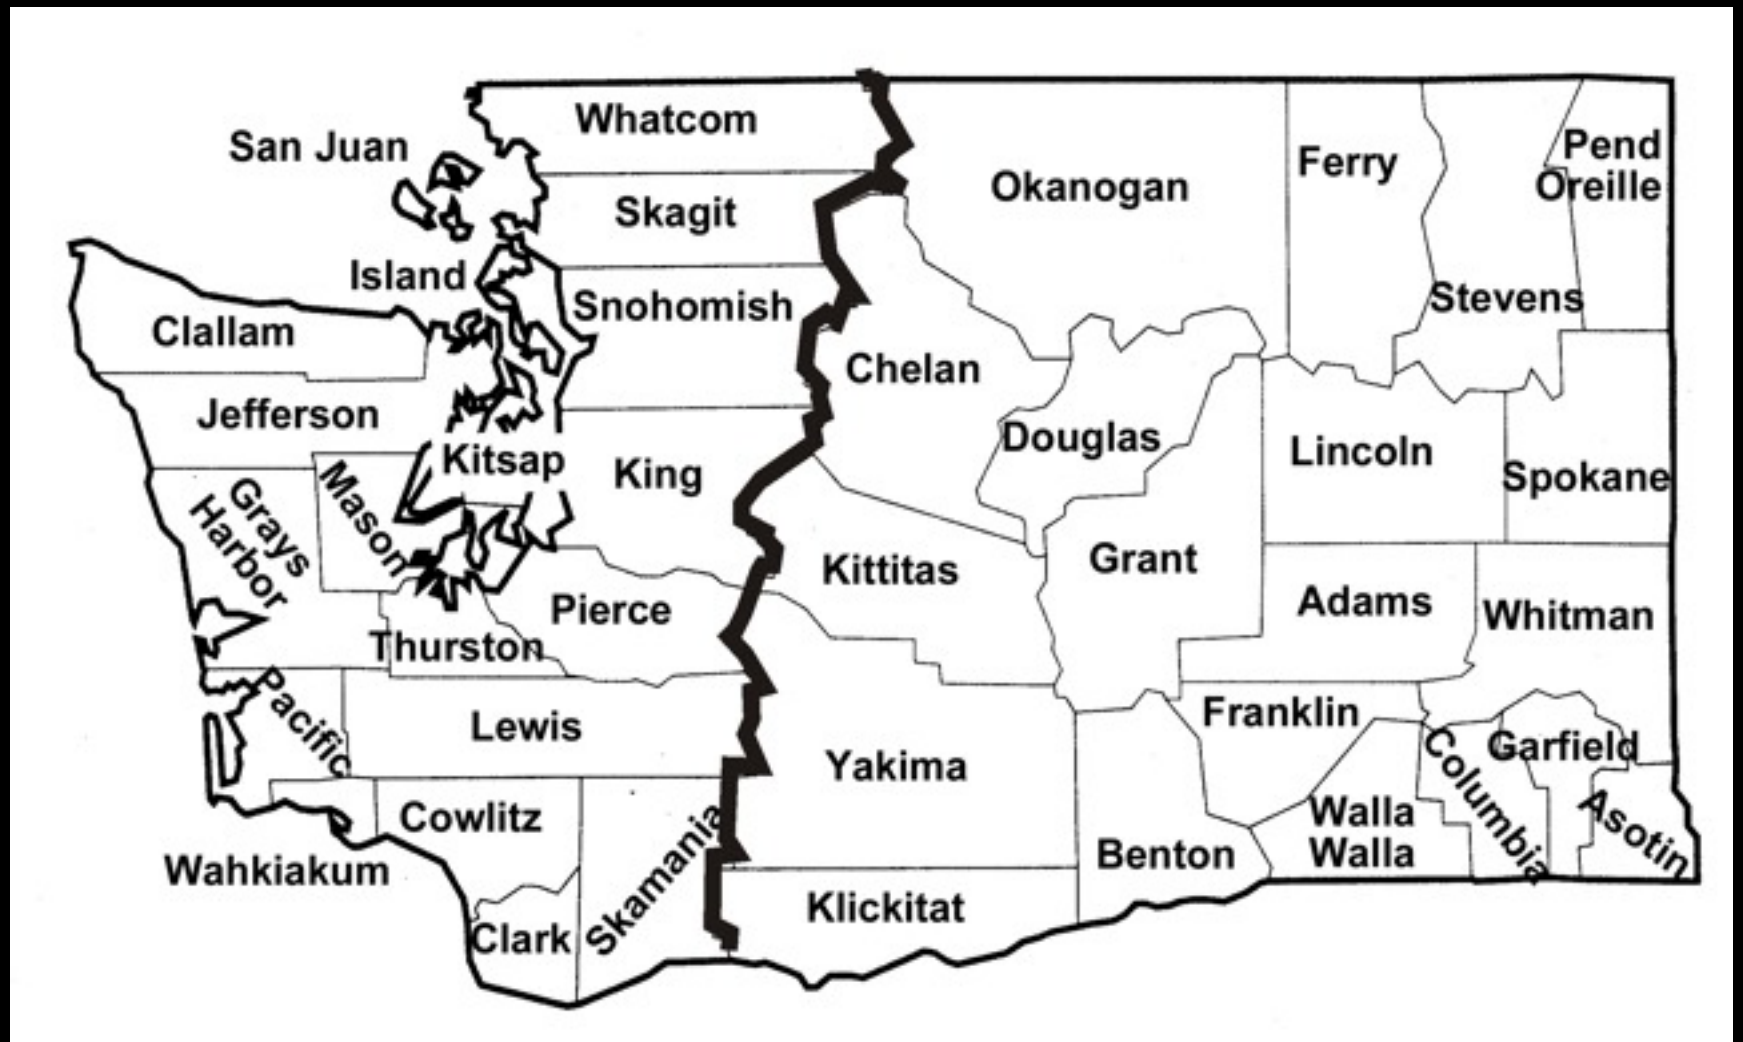 Whatcom
San Juan
Ferry
Pend
Oreille
Okanogan
Skagit
Island
Snohomish
Stevens
Clallam
Chelan
Jefferson
Douglas
Lincoln
Kitsap
King
Spokane
Mason
Grays
Harbor
Kittitas
Grant
Adams
Whitman
Pierce
Thurston
Pacific
Lewis
Franklin
Garfield
Yakima
Columbia
Asotin
Cowlitz
Walla
Walla
Benton
Wahkiakum
Skamania
Klickitat
Clark